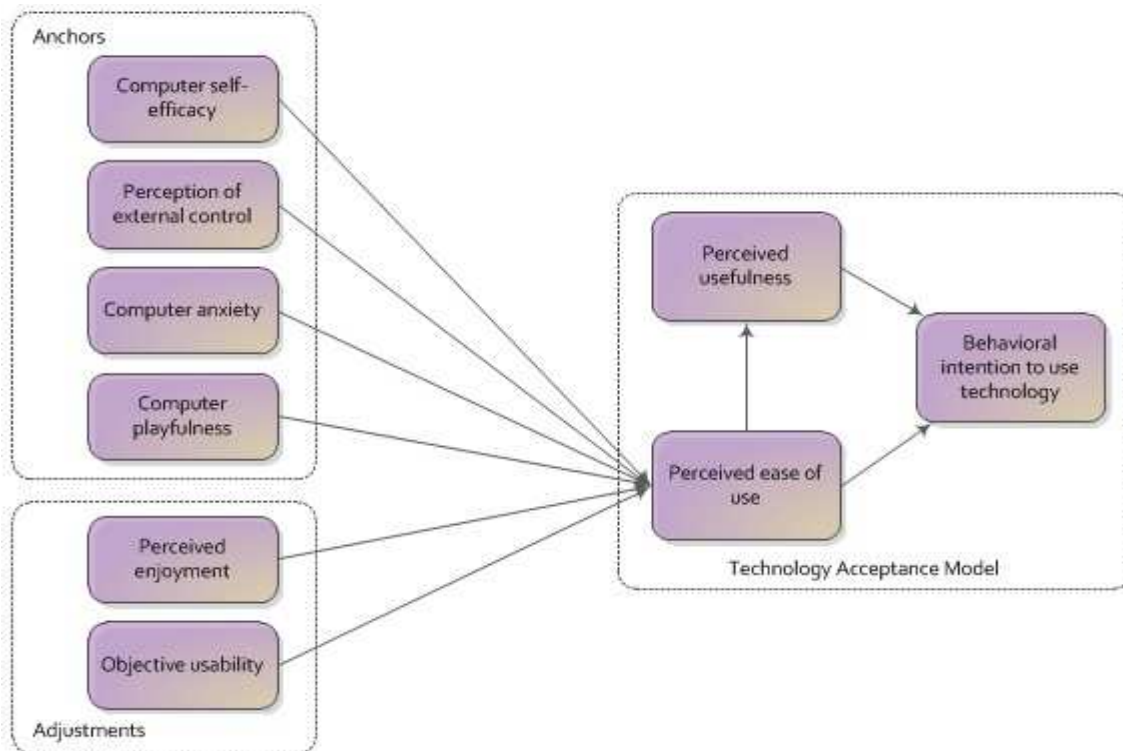 Anchors
Computer self-
efficacy
Perception of
external control
Computer anxiety
Computer
playfulness
Perceived
enjoyment
Objective usability
Adjustments
Perceived
usefulness
Behavioral
intention to use
technology
Perceived ease of
use
Technology Acceptance Model